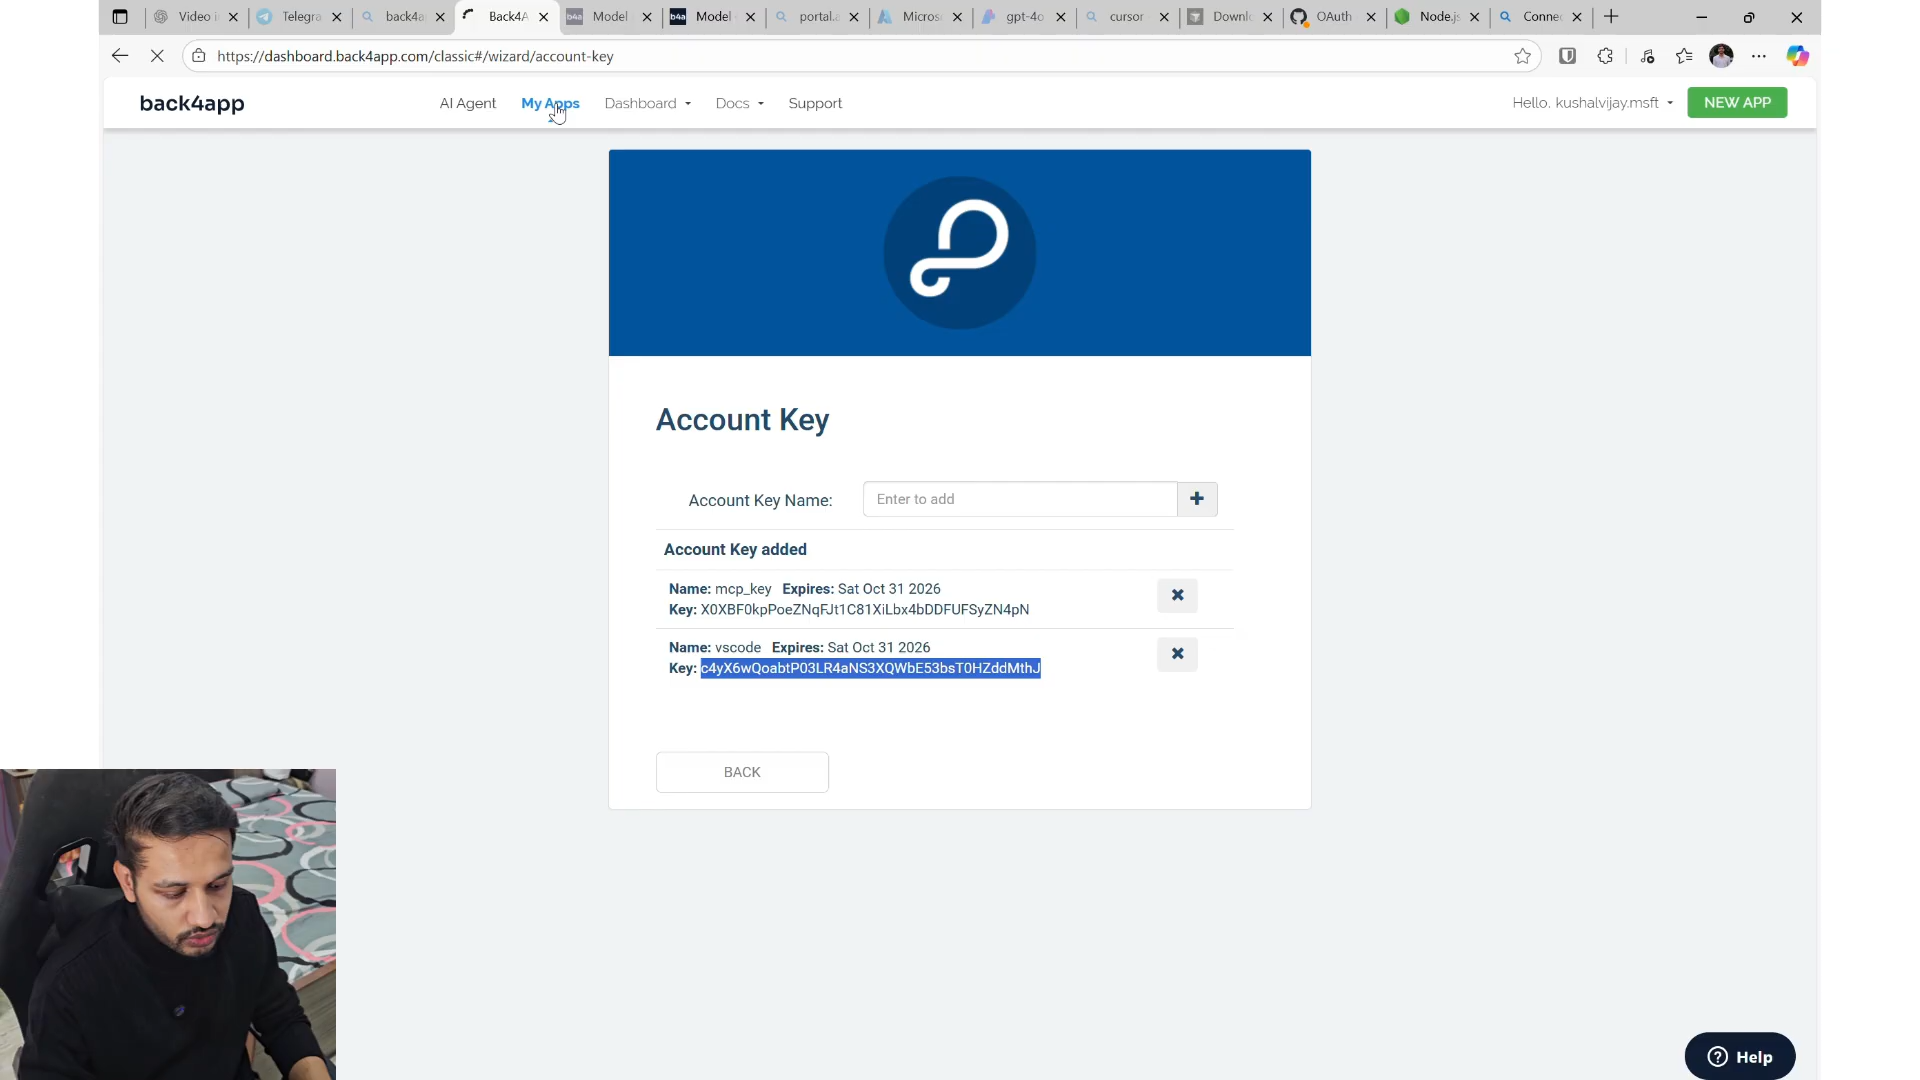 Video i
Telegra
back4a
Back4A
Model
Model
portal.a
Micros
gpt-4o
cursor
Downlo
OAuth
Node.js
Connec
https://dashboard.back4app.com/classic#/wizard/account-key
back4app
AI Agent
My Apps
Dashboard
Docs
Support
Hello, kushalvijay.msft
NEW APP
Account Key
Account Key Name:
Enter to add
Account Key added
Name: mcp_key Expires: Sat Oct 31 2026
Key: X0XBF0kpPoeZNqFJt1C81XiLbx4bDDFUFSyZN4pN
Name: vscode Expires: Sat Oct 31 2026
Key: c4yX6wQoabtP03LR4aNS3XQWbE53bsT0HZddMthJ
BACK
Help